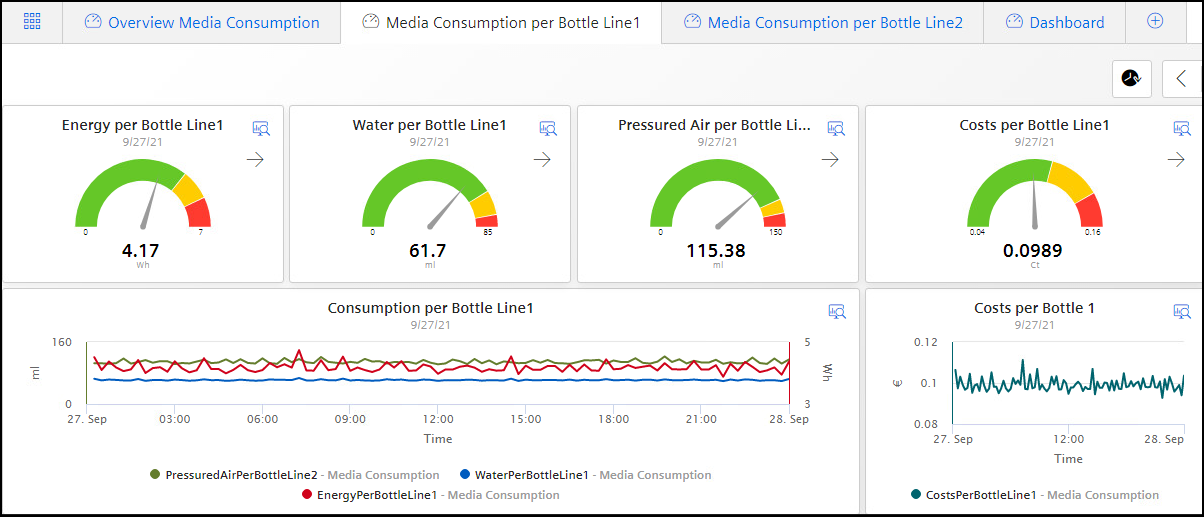 Overview Media Consumption
Media Consumption per Bottle Line1
Media Consumption per Bottle Line2
Dashboard
Energy per Bottle Line1
9/27/21
0
7
4.17
Wh
Water per Bottle Line1
9/27/21
0
85
61.7
ml
Pressured Air per Bottle Li...
9/27/21
0
150
115.38
ml
Costs per Bottle Line1
9/27/21
0.04
0.16
0.0989
Ct
Consumption per Bottle Line1
9/27/21
160
ml
0
5
Wh
3
27. Sep 03:00 06:00 09:00 12:00 15:00 18:00 21:00 28. Sep
Time
PressuredAirPerBottleLine2 - Media Consumption WaterPerBottleLine1 - Media Consumption
EnergyPerBottleLine1 - Media Consumption
Costs per Bottle 1
9/27/21
0.12
0.1
€
0.08
27. Sep 12:00 28. Sep
Time
CostsPerBottleLine1 - Media Consumption